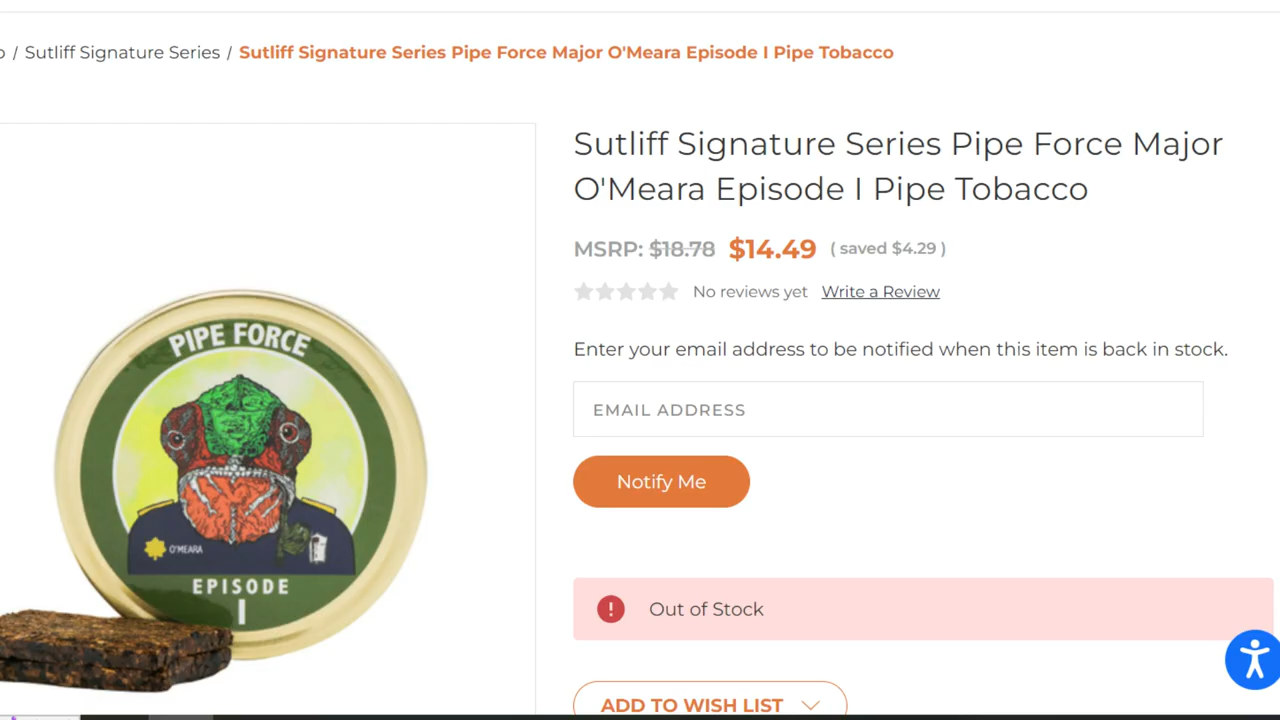 / Sutliff Signature Series / Sutliff Signature Series Pipe Force Major O'Meara Episode I Pipe Tobacco
Sutliff Signature Series Pipe Force Major
O'Meara Episode I Pipe Tobacco
MSRP: $18.78 $14.49 ( saved $4.29 )
No reviews yet Write a Review
Enter your email address to be notified when this item is back in stock.
EMAIL ADDRESS
Notify Me
Out of Stock
ADD TO WISH LIST
PIPE FORCE
O'MEARA
EPISODE
I